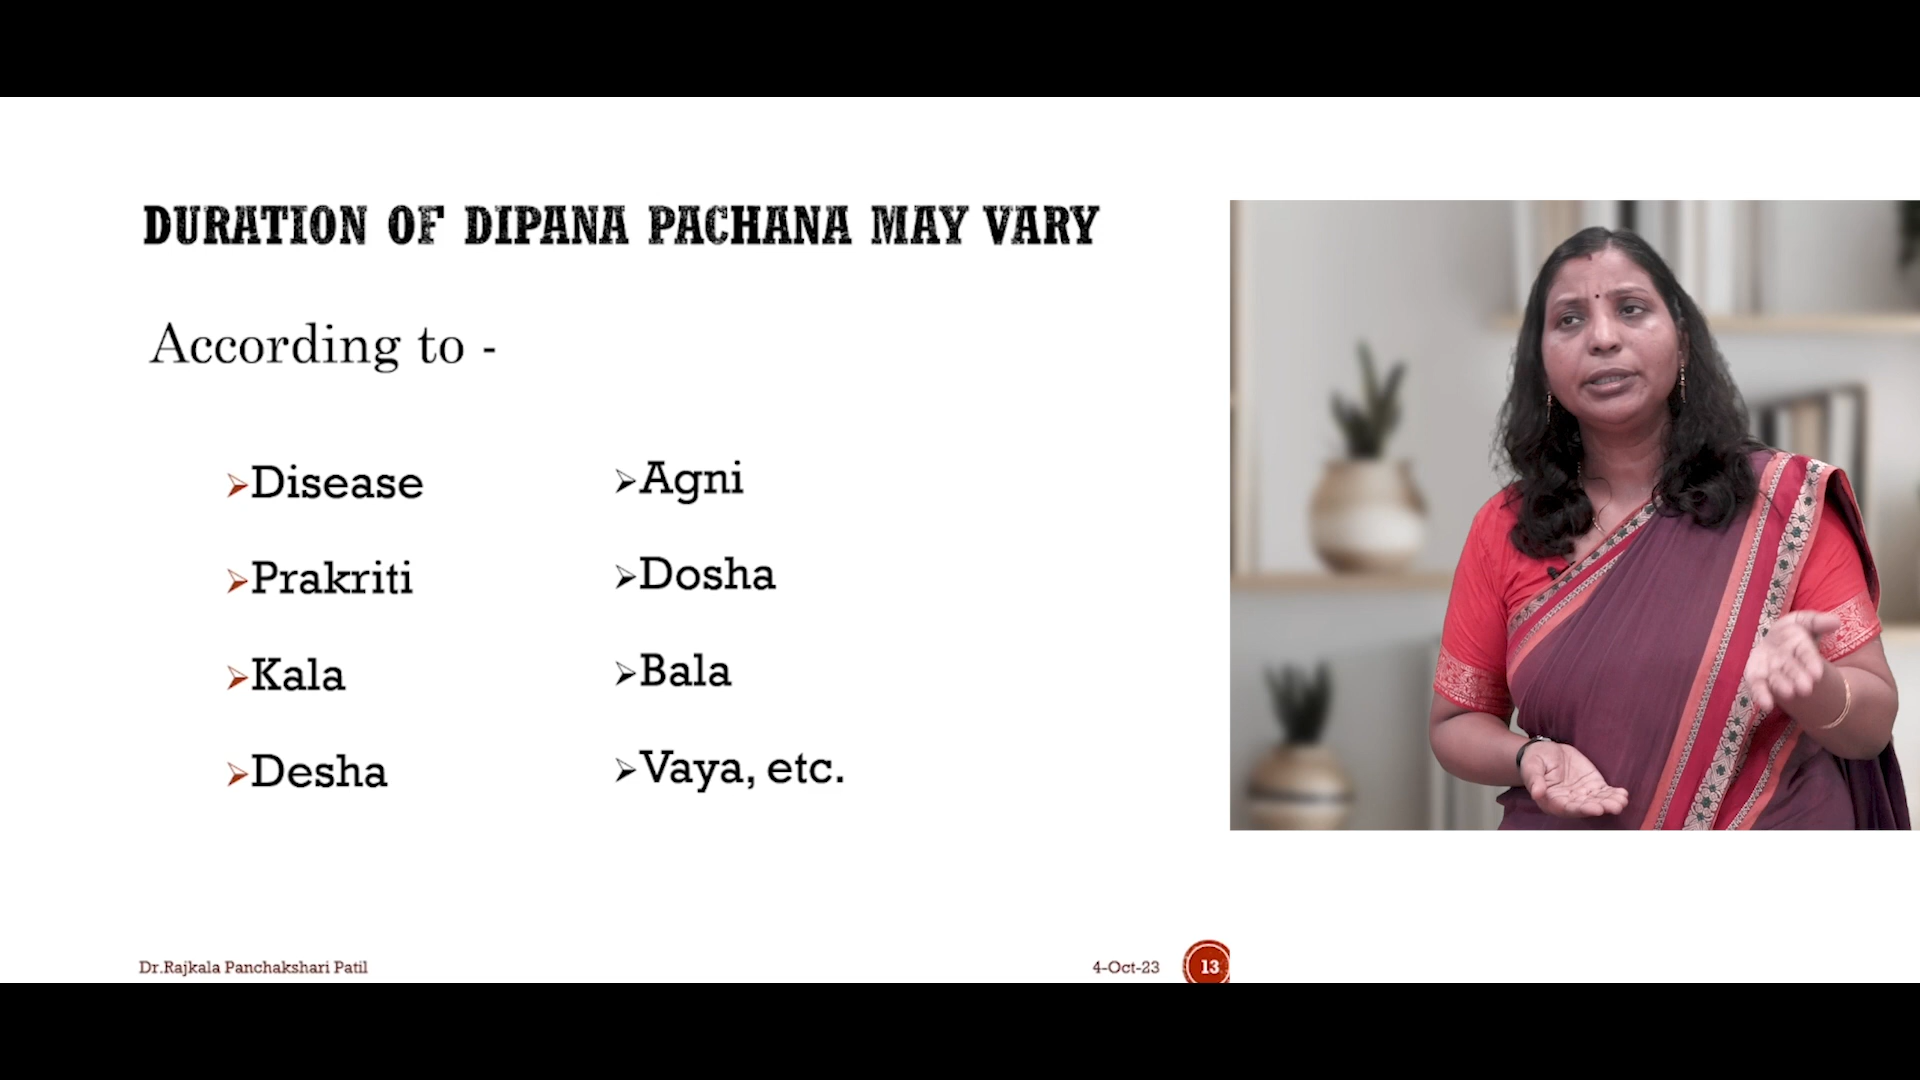 DURATION OF DIPANA PACHANA MAY VARY
According to -
➢Disease
➢Prakriti
➢Kala
➢Desha
➢Agni
➢Dosha
➢Bala
➢Vaya, etc.
Dr.Rajkala Panchakshari Patil
4-Oct-23
13